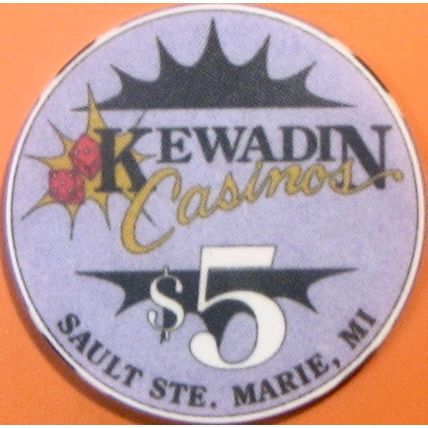 KEWADIN
Casinos
$5
SAULT STE. MARIE, MI